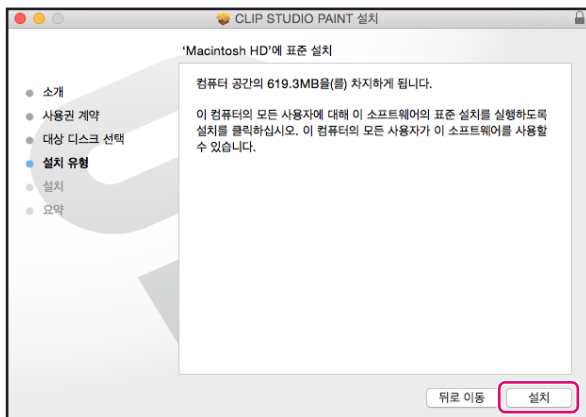 CLIP STUDIO PAINT 설치
'Macintosh HD'에 표준 설치
소개
사용권 계약
대상 디스크 선택
설치 유형
설치
요약
컴퓨터 공간의 619.3MB을(를) 차지하게 됩니다.
이 컴퓨터의 모든 사용자에 대해 이 소프트웨어의 표준 설치를 실행하도록
설치를 클릭하십시오. 이 컴퓨터의 모든 사용자가 이 소프트웨어를 사용할
수 있습니다.
뒤로 이동
설치